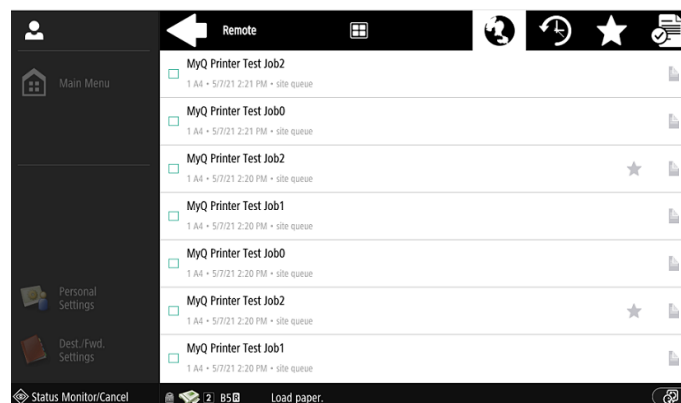 Remote
Main Menu
MyQ Printer Test Job2
1 A4 • 5/7/21 2:21 PM • site queue
MyQ Printer Test Job0
1 A4 • 5/7/21 2:21 PM • site queue
MyQ Printer Test Job2
1 A4 • 5/7/21 2:20 PM • site queue
MyQ Printer Test Job1
1 A4 • 5/7/21 2:20 PM • site queue
MyQ Printer Test Job0
1 A4 • 5/7/21 2:20 PM • site queue
Personal
Settings
MyQ Printer Test Job2
1 A4 • 5/7/21 2:20 PM • site queue
Dest./Fwd.
Settings
MyQ Printer Test Job1
1 A4 • 5/7/21 2:20 PM • site queue
Status Monitor/Cancel
2 B5R Load paper.